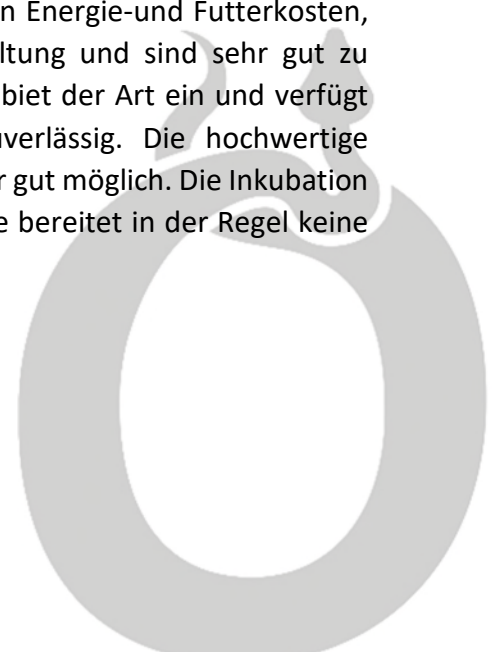 n Energie-und Futterkosten,
ltung und sind sehr gut zu
biet der Art ein und verfügt
verlässig. Die hochwertige
r gut möglich. Die Inkubation
e bereitet in der Regel keine